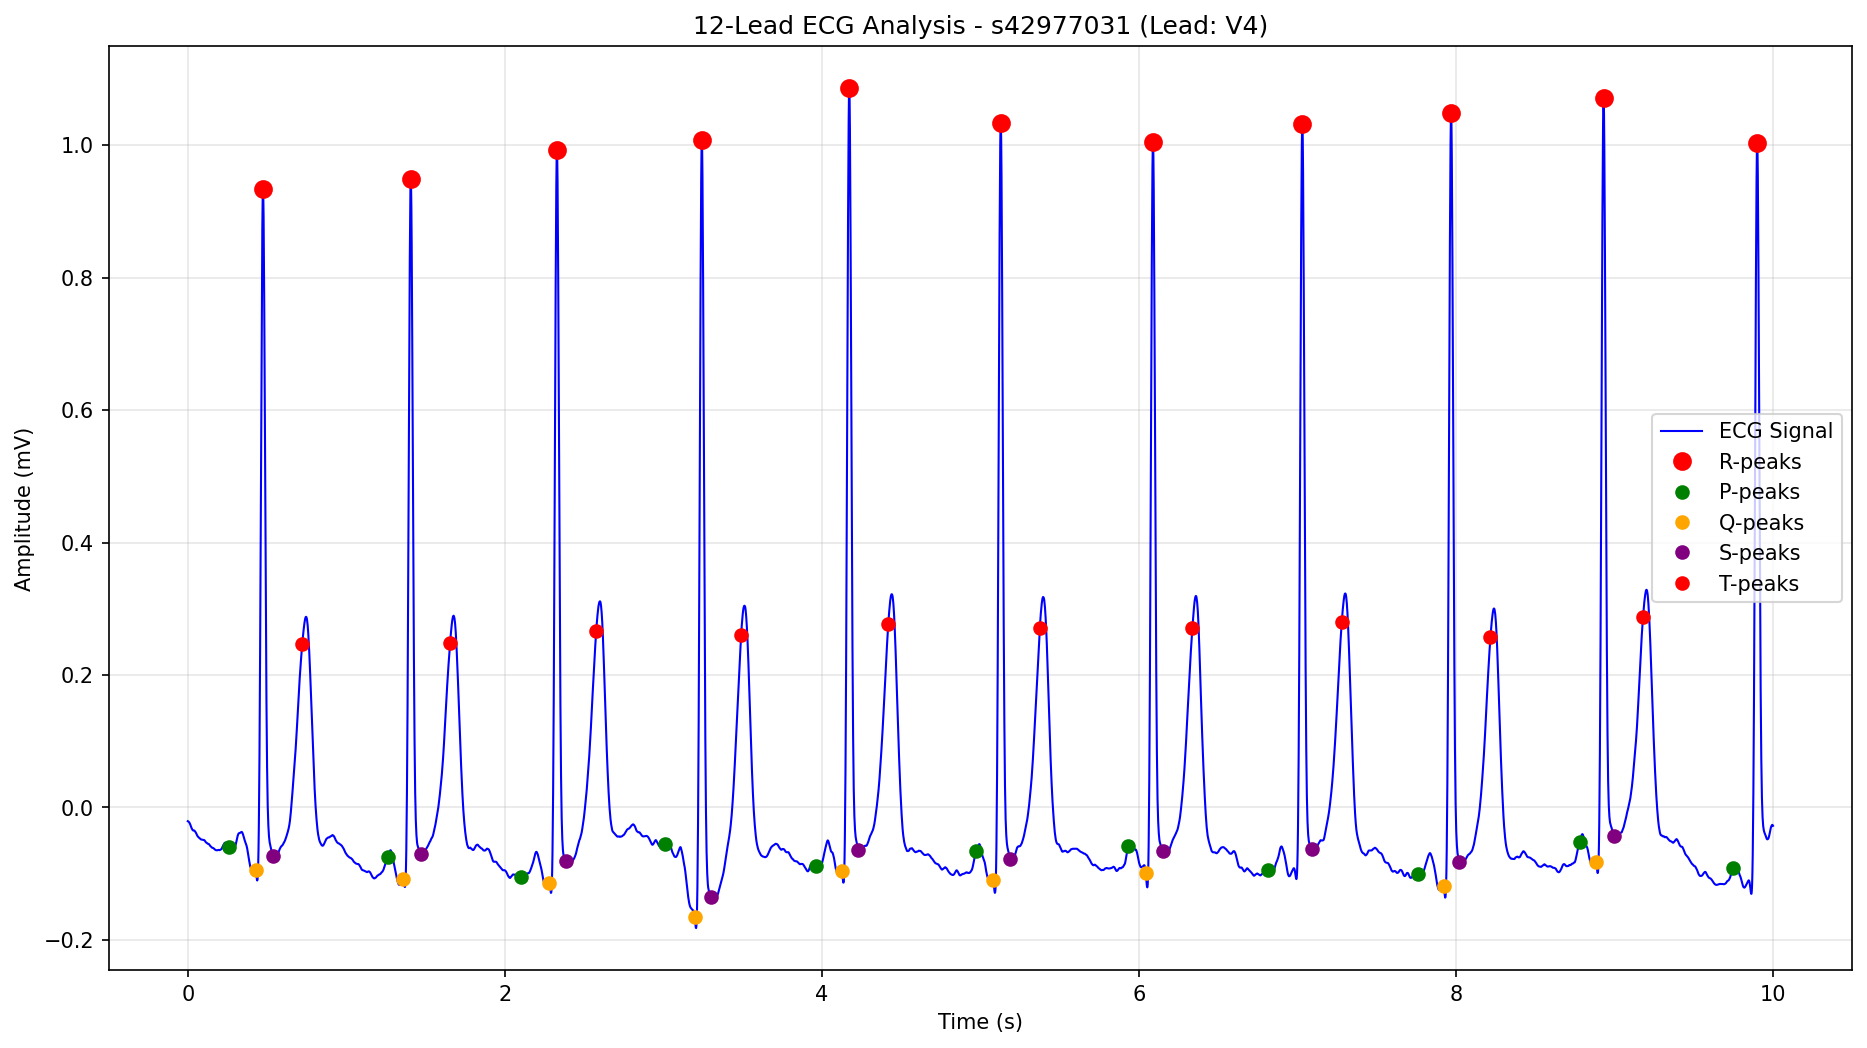 12-Lead ECG Analysis - s42977031 (Lead: V4)
Amplitude (mV)
1.0
0.8
0.6
0.4
0.2
0.0
−0.2
ECG Signal
R-peaks
P-peaks
Q-peaks
S-peaks
T-peaks
0 2 4 6 8 10
Time (s)